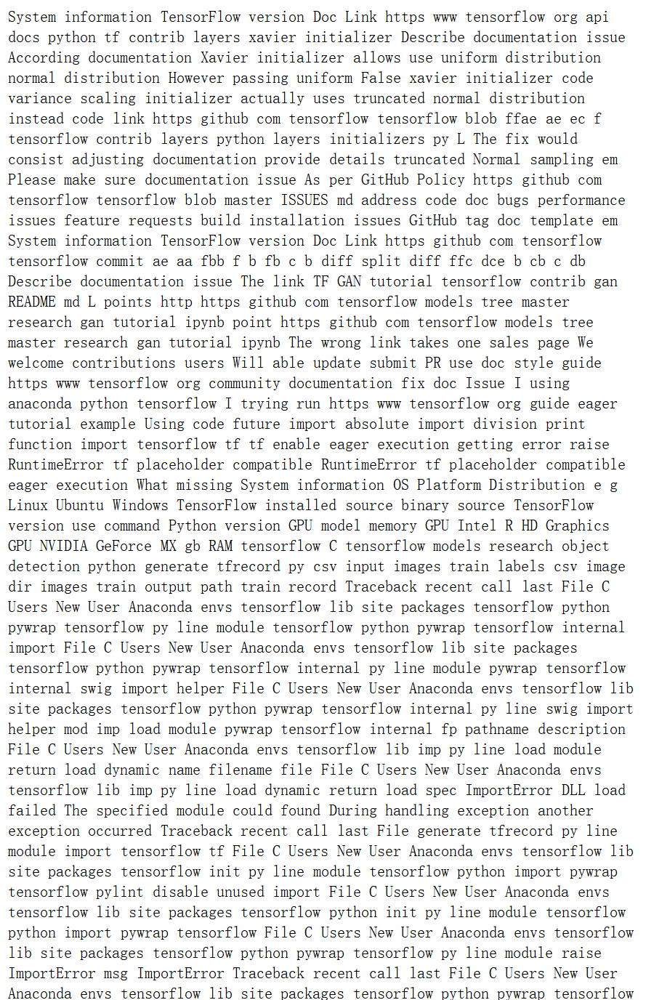 System information TensorFlow version Doc Link https www tensorflow org api
docs python tf contrib layers xavier initializer Describe documentation issue
According documentation Xavier initializer allows use uniform distribution
normal distribution However passing uniform False xavier initializer code
variance scaling initializer actually uses truncated normal distribution
instead code link https github com tensorflow tensorflow blob ffae ae ec f
tensorflow contrib layers python layers initializers py L The fix would
consist adjusting documentation provide details truncated Normal sampling em
Please make sure documentation issue As per GitHub Policy https github com
tensorflow tensorflow blob master ISSUES md address code doc bugs performance
issues feature requests build installation issues GitHub tag doc template em
System information TensorFlow version Doc Link https github com tensorflow
tensorflow commit ae aa fbb f b fb c b diff split diff ffc dce b cb c db
Describe documentation issue The link TF GAN tutorial tensorflow contrib gan
README md L points http https github com tensorflow models tree master
research gan tutorial ipynb point https github com tensorflow models tree
master research gan tutorial ipynb The wrong link takes one sales page We
welcome contributions users Will able update submit PR use doc style guide
https www tensorflow org community documentation fix doc Issue I using
anaconda python tensorflow I trying run https www tensorflow org guide eager
tutorial example Using code future import absolute import division print
function import tensorflow tf tf enable eager execution getting error raise
RuntimeError tf placeholder compatible RuntimeError tf placeholder compatible
eager execution What missing System information OS Platform Distribution e g
Linux Ubuntu Windows TensorFlow installed source binary source TensorFlow
version use command Python version GPU model memory GPU Intel R HD Graphics
GPU NVIDIA GeForce MX gb RAM tensorflow C tensorflow models research object
detection python generate tfrecord py csv input images train labels csv image
dir images train output path train record Traceback recent call last File C
Users New User Anaconda envs tensorflow lib site packages tensorflow python
pywrap tensorflow py line module tensorflow python pywrap tensorflow internal
import File C Users New User Anaconda envs tensorflow lib site packages
tensorflow python pywrap tensorflow internal py line module pywrap tensorflow
internal swig import helper File C Users New User Anaconda envs tensorflow lib
site packages tensorflow python pywrap tensorflow internal py line swig import
helper mod imp load module pywrap tensorflow internal fp pathname description
File C Users New User Anaconda envs tensorflow lib imp py line load module
return load dynamic name filename file File C Users New User Anaconda envs
tensorflow lib imp py line load dynamic return load spec ImportError DLL load
failed The specified module could found During handling exception another
exception occurred Traceback recent call last File generate tfrecord py line
module import tensorflow tf File C Users New User Anaconda envs tensorflow lib
site packages tensorflow init py line module tensorflow python import pywrap
tensorflow pylint disable unused import File C Users New User Anaconda envs
tensorflow lib site packages tensorflow python init py line module tensorflow
python import pywrap tensorflow File C Users New User Anaconda envs tensorflow
lib site packages tensorflow python pywrap tensorflow py line module raise
ImportError msg ImportError Traceback recent call last File C Users New User
Anaconda envs tensorflow lib site packages tensorflow python pywrap tensorflow